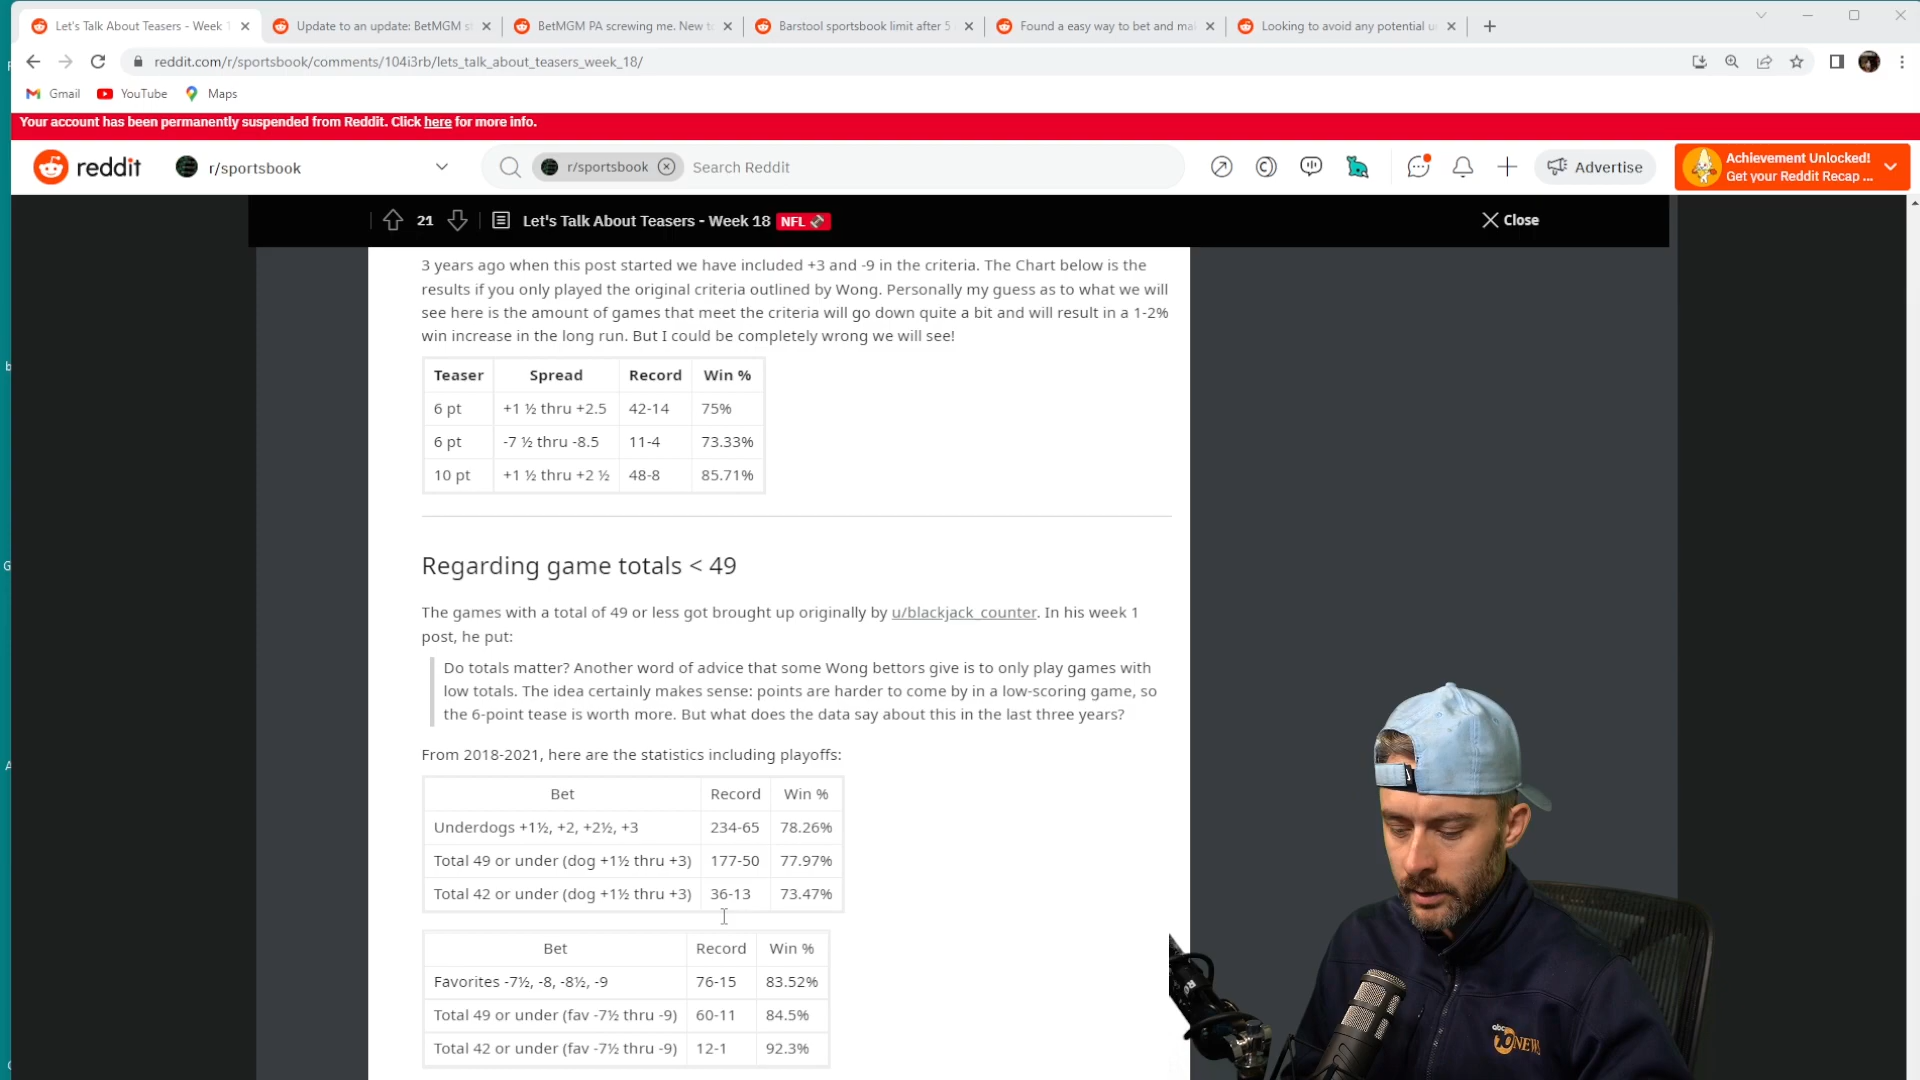 Let's Talk About Teasers - Week 1
Update to an update: BetMGM s
BetMGM PA screwing me. New t
Barstool sportsbook limit after 5
Found a easy way to bet and ma
Looking to avoid any potential u
reddit.com/r/sportsbook/comments/104i3rb/lets_talk_about_teasers_week_18/
Gmail YouTube Maps
Your account has been permanently suspended from Reddit. Click here for more info.
reddit r/sportsbook r/sportsbook Search Reddit Advertise
Achievement Unlocked!
Get your Reddit Recap ...
21 Let's Talk About Teasers - Week 18 NFL Close
3 years ago when this post started we have included +3 and -9 in the criteria. The Chart below is the
results if you only played the original criteria outlined by Wong. Personally my guess as to what we will
see here is the amount of games that meet the criteria will go down quite a bit and will result in a 1-2%
win increase in the long run. But I could be completely wrong we will see!
Teaser Spread Record Win %
6 pt +1 ½ thru +2.5 42-14 75%
6 pt -7 ½ thru -8.5 11-4 73.33%
10 pt +1 ½ thru +2 ½ 48-8 85.71%
Regarding game totals < 49
The games with a total of 49 or less got brought up originally by u/blackjack_counter. In his week 1
post, he put:
Do totals matter? Another word of advice that some Wong bettors give is to only play games with
low totals. The idea certainly makes sense: points are harder to come by in a low-scoring game, so
the 6-point tease is worth more. But what does the data say about this in the last three years?
From 2018-2021, here are the statistics including playoffs:
Bet Record Win %
Underdogs +1½, +2, +2½, +3 234-65 78.26%
Total 49 or under (dog +1½ thru +3) 177-50 77.97%
Total 42 or under (dog +1½ thru +3) 36-13 73.47%
Bet Record Win %
Favorites -7½, -8, -8½, -9 76-15 83.52%
Total 49 or under (fav -7½ thru -9) 60-11 84.5%
Total 42 or under (fav -7½ thru -9) 12-1 92.3%
abc
10 NEWS